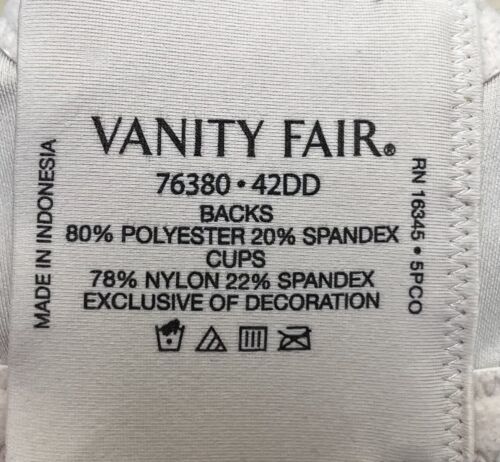 VANITY FAIR®
76380 • 42DD
BACKS
80% POLYESTER 20% SPANDEX
CUPS
78% NYLON 22% SPANDEX
EXCLUSIVE OF DECORATION
MADE IN INDONESIA
RN 16345 • 5PCO